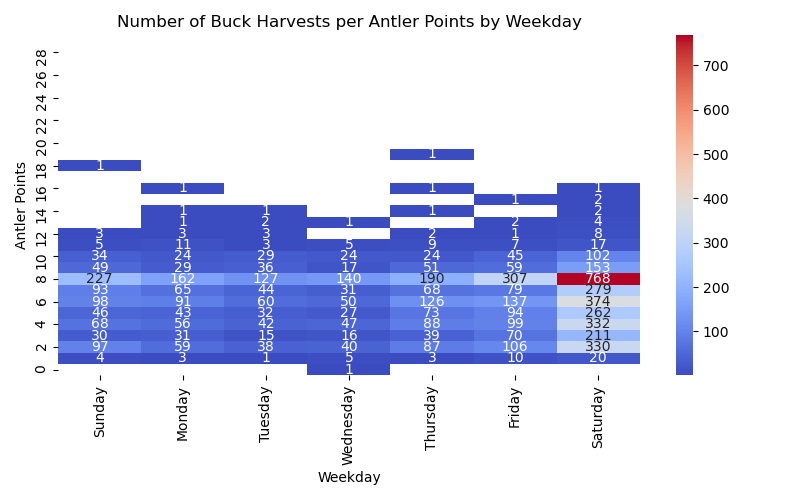 Number of Buck Harvests per Antler Points by Weekday
28
26
24
22
20 1
18 1
16 1 1 1
1 2
14 1 1 1 2
1 2 1 2 4
12 3 3 3 2 1 8
5 11 3 5 9 7 17
10 34 24 29 24 24 45 102
49 29 36 17 51 59 153
8 227 162 127 140 190 307 768
93 65 44 31 68 79 279
6 98 91 60 50 126 137 374
46 43 32 27 73 94 262
4 68 56 42 47 88 99 332
30 31 15 16 39 70 211
2 97 59 38 40 87 106 330
4 3 1 5 3 10 20
0 1
Antler Points
Sunday Monday Tuesday Wednesday Thursday Friday Saturday
Weekday
700
600
500
400
300
200
100